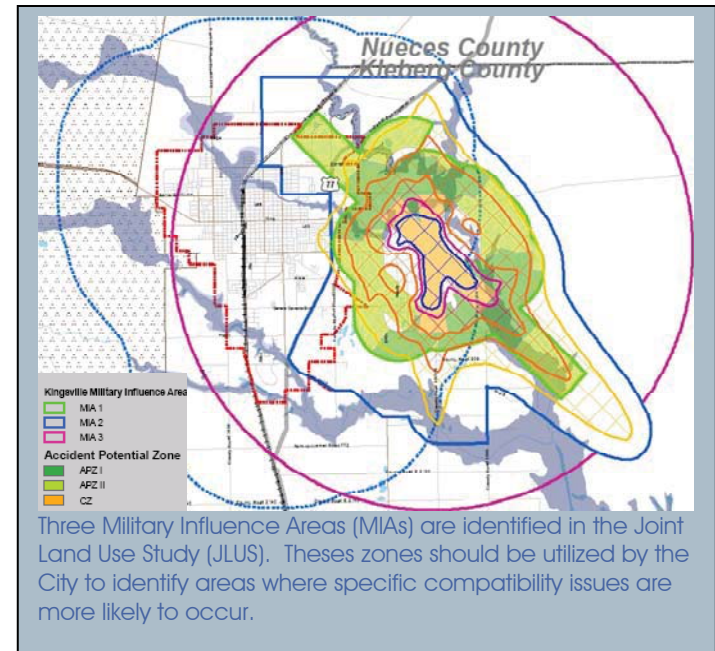 Nueces County
Kleberg County
77
Kingsville Military Influence Area
MIA 1
MIA 2
MIA 3
Accident Potential Zone
APZ I
APZ II
CZ
Three Military Influence Areas (MIAs) are identified in the Joint
Land Use Study (JLUS).  Theses zones should be utilized by the
City to identify areas where specific compatibility issues are
more likely to occur.